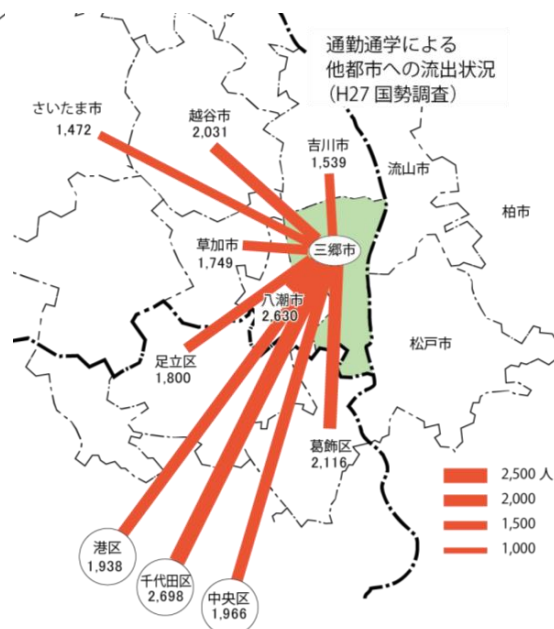 通勤通学による
他都市への流出状況
（H27 国勢調査）
さいたま市
1,472
越谷市
2,031
吉川市
1,539
流山市
柏市
草加市
1,749
三郷市
八潮市
2,630
松戸市
足立区
1,800
葛飾区
2,116
2,500 人
2,000
1,500
1,000
港区
1,938
千代田区
2,698
中央区
1,966